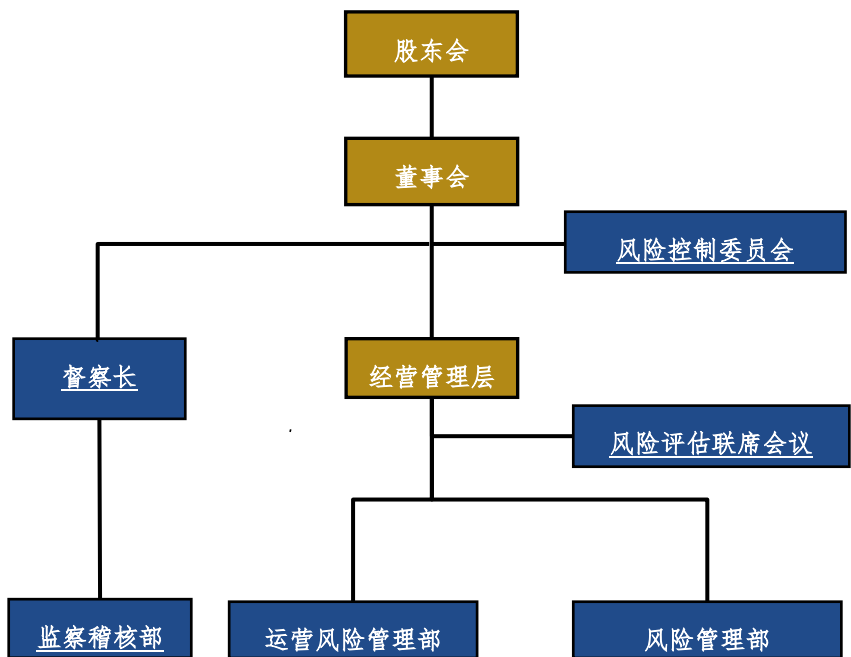 股东会
董事会
风险控制委员会
督察长
经营管理层
风险评估联席会议
监察稽核部
运营风险管理部
风险管理部